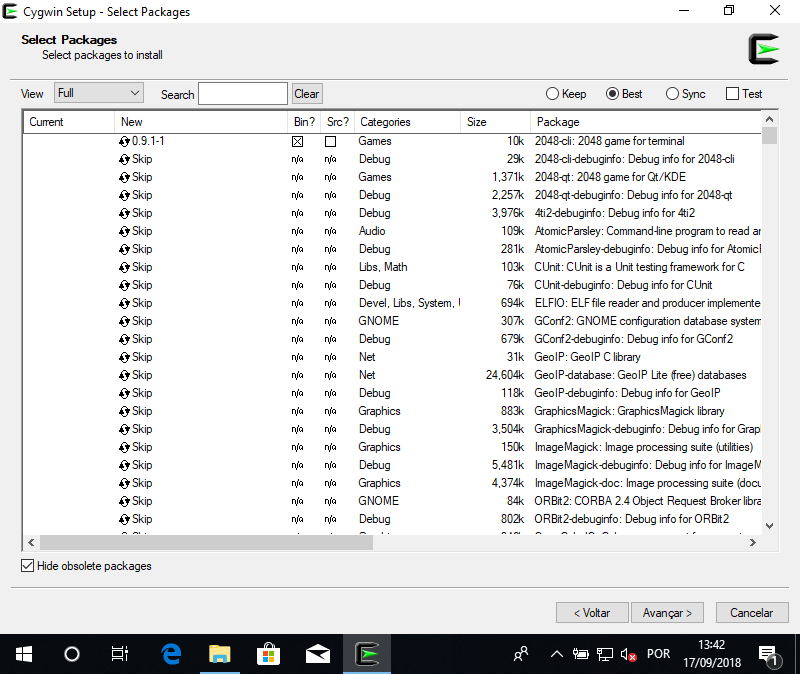 Cygwin Setup - Select Packages
Select Packages
Select packages to install
View Full Search Clear Keep Best Sync Test
Current New Bin? Src? Categories Size Package
0.9.1-1 Games 10k 2048-cli: 2048 game for terminal
Skip n/a n/a Debug 29k 2048-cli-debuginfo: Debug info for 2048-cli
Skip n/a n/a Games 1,371k 2048-qt: 2048 game for Qt/KDE
Skip n/a n/a Debug 2,257k 2048-qt-debuginfo: Debug info for 2048-qt
Skip n/a n/a Debug 3,976k 4ti2-debuginfo: Debug info for 4ti2
Skip n/a n/a Audio 109k AtomicParsley: Command-line program to read ar
Skip n/a n/a Debug 281k AtomicParsley-debuginfo: Debug info for AtomicP
Skip n/a n/a Libs, Math 103k CUnit: CUnit is a Unit testing framework for C
Skip n/a n/a Debug 76k CUnit-debuginfo: Debug info for CUnit
Skip n/a n/a Devel, Libs, System, 694k ELFIO: ELF file reader and producer implemente
Skip n/a n/a GNOME 307k GConf2: GNOME configuration database system
Skip n/a n/a Debug 679k GConf2-debuginfo: Debug info for GConf2
Skip n/a n/a Net 31k GeoIP: GeoIP C library
Skip n/a n/a Net 24,604k GeoIP-database: GeoIP Lite (free) databases
Skip n/a n/a Debug 118k GeoIP-debuginfo: Debug info for GeoIP
Skip n/a n/a Graphics 883k GraphicsMagick: GraphicsMagick library
Skip n/a n/a Debug 3,504k GraphicsMagick-debuginfo: Debug info for Grap
Skip n/a n/a Graphics 150k ImageMagick: Image processing suite (utilities)
Skip n/a n/a Debug 5,481k ImageMagick-debuginfo: Debug info for ImageM
Skip n/a n/a Graphics 4,374k ImageMagick-doc: Image processing suite (docu
Skip n/a n/a GNOME 84k ORBit2: CORBA 2.4 Object Request Broker libra
Skip n/a n/a Debug 802k ORBit2-debuginfo: Debug info for ORBit2
Hide obsolete packages
< Voltar Avançar > Cancelar
POR 13:42
17/09/2018 1